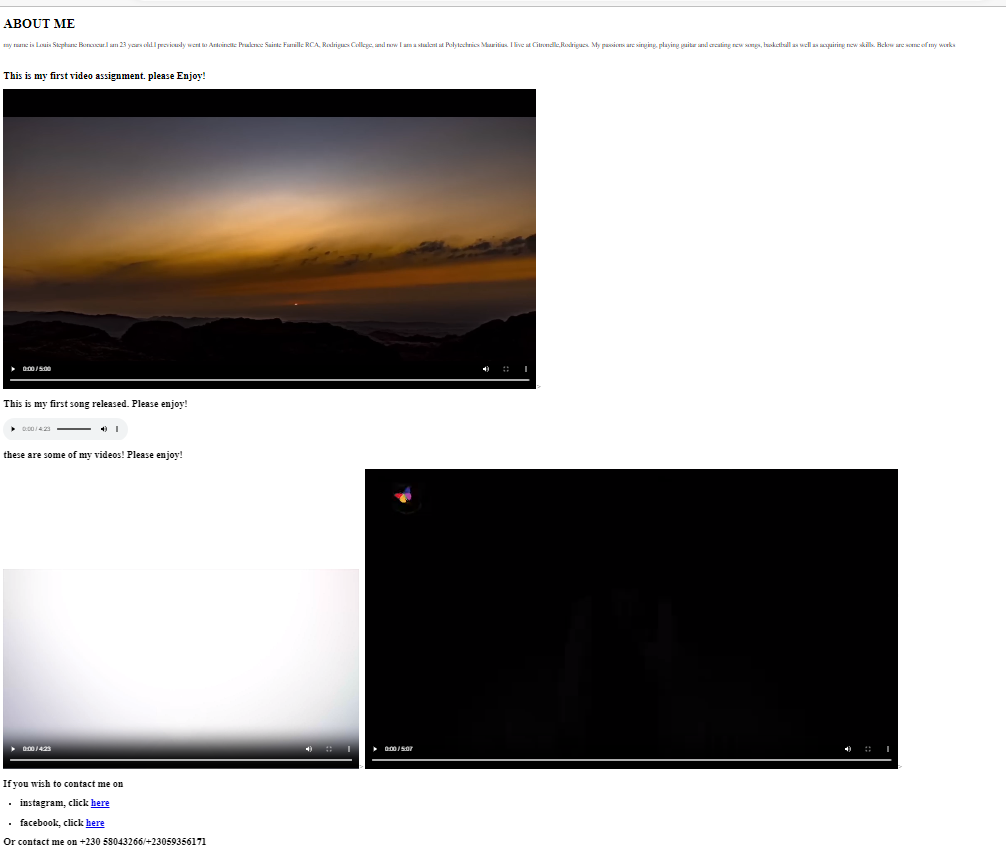 ABOUT ME
my name is Louis Stephane Boncoeur.I am 23 years old.I previously went to Antoinette Prudence Sainte Famille RCA, Rodrigues College, and now I am a student at Polytechnics Mauritius. I live at Citronelle,Rodrigues. My passions are singing, playing guitar and creating new songs, basketball as well as acquiring new skills. Below are some of my works
This is my first video assignment. please Enjoy!
0:00 / 5:00
>
This is my first song released. Please enjoy!
0:00 / 4:23
these are some of my videos! Please enjoy!
0:00 / 4:23
>
0:00 / 5:07
>
If you wish to contact me on
• instagram, click here
• facebook, click here
Or contact me on +230 58043266/+23059356171